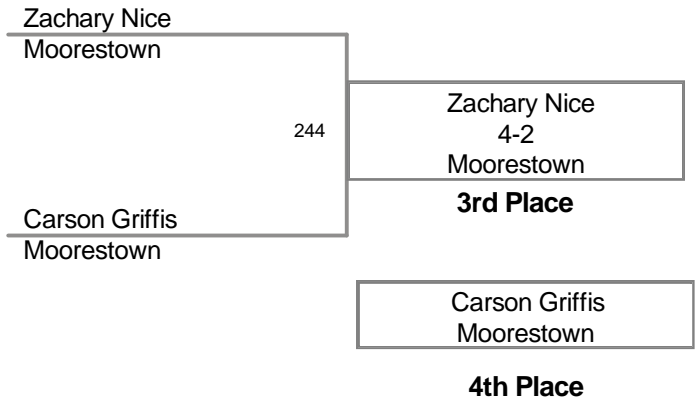 Zachary Nice
Moorestown
244
Zachary Nice
4-2
Moorestown
3rd Place
Carson Griffis
Moorestown
Carson Griffis
Moorestown
4th Place